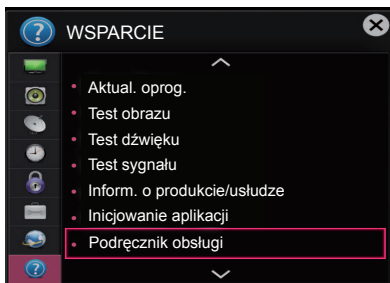 WSPARCIE
Aktual. oprog.
Test obrazu
Test dźwięku
Test sygnału
Inform. o produkcie/usłudze
Inicjowanie aplikacji
Podręcznik obsługi